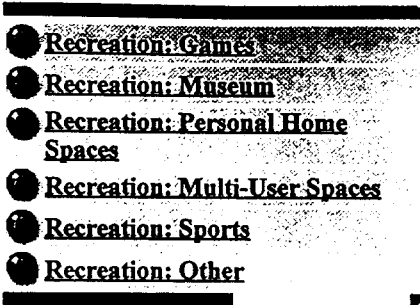 Recreation: Games
Recreation: Museum
Recreation: Personal Home
Spaces
Recreation: Multi-User Spaces
Recreation: Sports
Recreation: Other